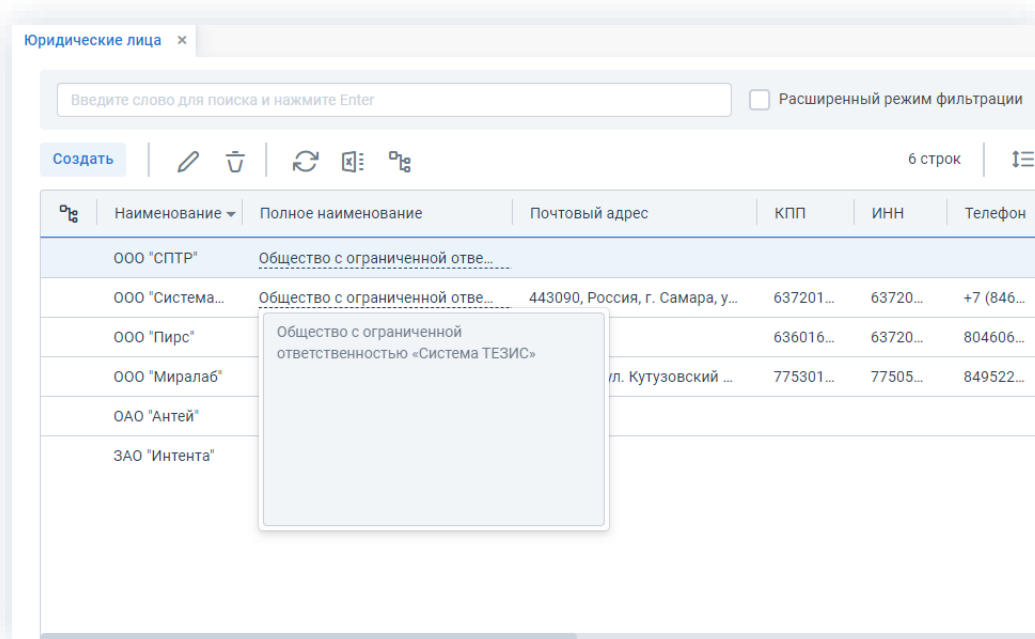 Юридические лица ×
Введите слово для поиска и нажмите Enter
Расширенный режим фильтрации
Создать
6 строк
Наименование Полное наименование Почтовый адрес КПП ИНН Телефон
ООО "СПТР" Общество с ограниченной отве...
ООО "Система... Общество с ограниченной отве... 443090, Россия, г. Самара, у... 637201... 63720... +7 (846...
ООО "Пирс" 636016... 63720... 804606...
ООО "Миралаб" ул. Кутузовский ... 775301... 77505... 849522...
ОАО "Антей"
ЗАО "Интента"
Общество с ограниченной
ответственностью «Система ТЕЗИС»